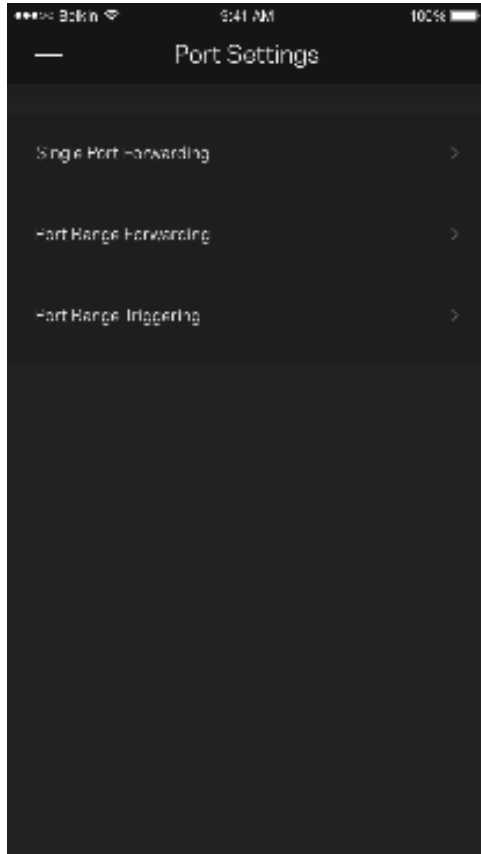 Belkin 9:41 AM 100%
Port Settings
Single Port Forwarding
Port Range Forwarding
Port Range Triggering